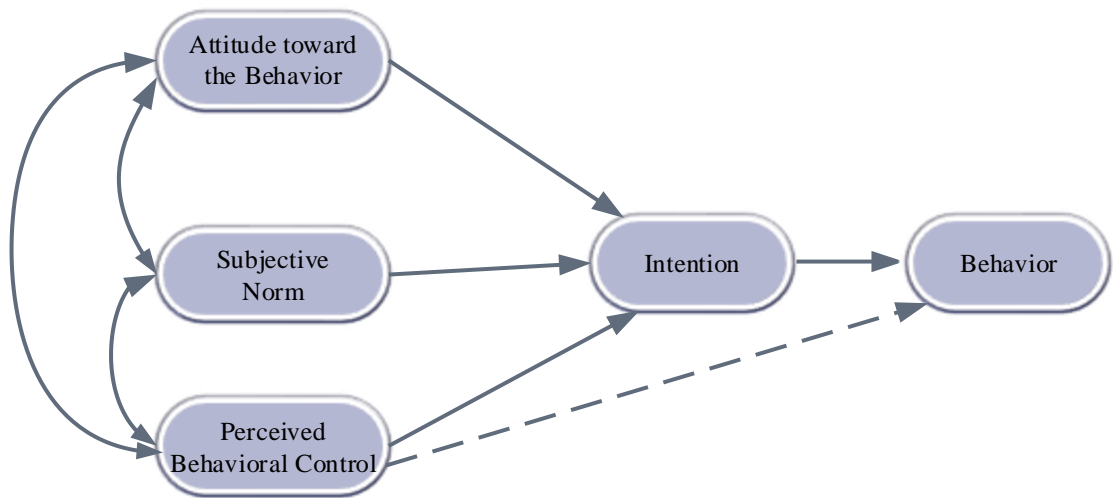 Attitude toward
the Behavior
Subjective
Norm
Intention
Behavior
Perceived
Behavioral Control